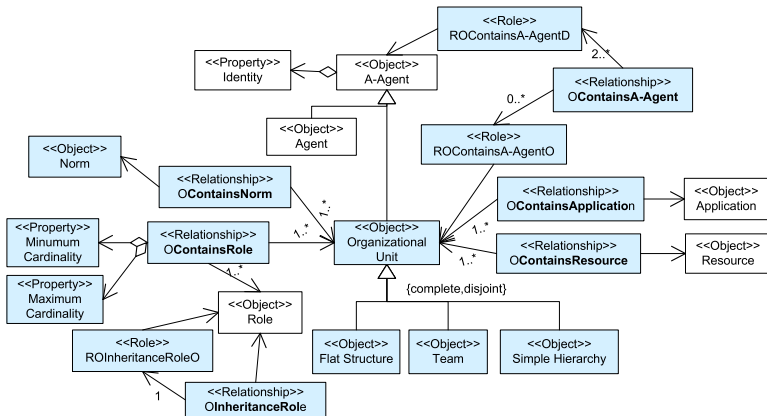 <<Role>>
ROContainsA-AgentD
<<Property>>
Identity
<<Object>>
A-Agent
2..*
<<Relationship>>
OContainsA-Agent
0..*
<<Object>>
Agent
<<Role>>
ROContainsA-AgentO
<<Object>>
Norm
<<Relationship>>
OContainsNorm
1..*
<<Relationship>>
OContainsApplication
1..*
<<Object>>
Application
<<Property>>
Minumum
Cardinality
<<Relationship>>
OContainsRole
1..*
1..*
<<Object>>
Organizational
Unit
1..*
<<Relationship>>
OContainsResource
<<Object>>
Resource
<<Property>>
Maximum
Cardinality
<<Object>>
Role
{complete,disjoint}
<<Role>>
ROInheritanceRoleO
<<Object>>
Flat Structure
<<Object>>
Team
<<Object>>
Simple Hierarchy
1
<<Relationship>>
OInheritanceRole